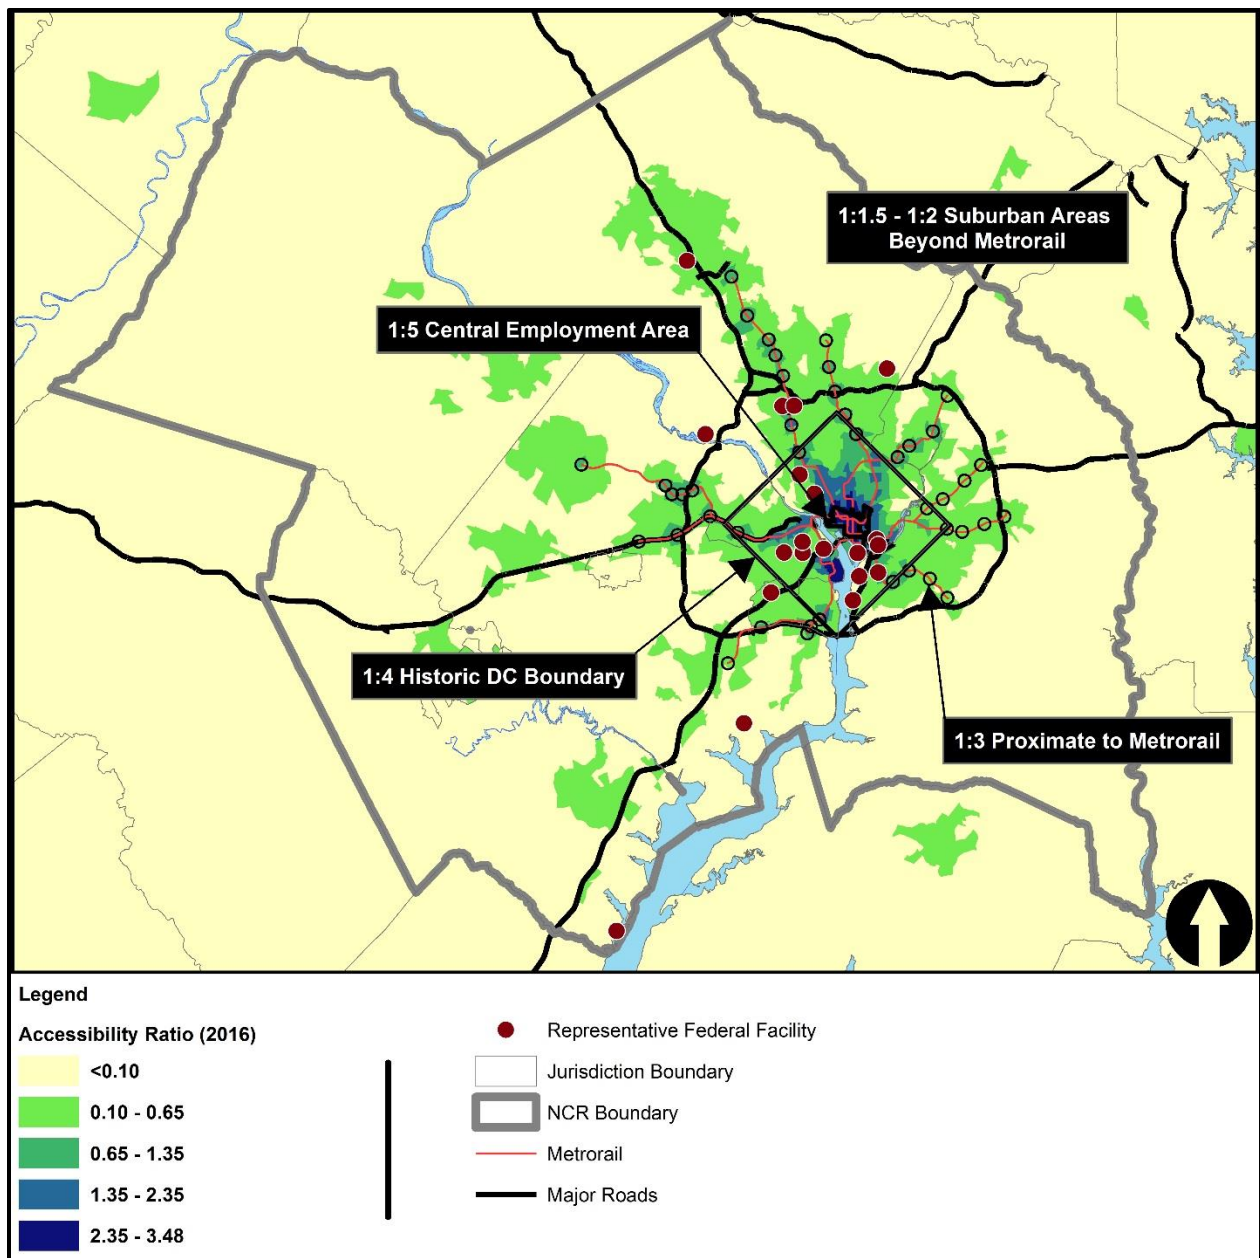 1:1.5 - 1:2 Suburban Areas
Beyond Metrorail
1:5 Central Employment Area
1:4 Historic DC Boundary
1:3 Proximate to Metrorail
Legend
Accessibility Ratio (2016)
<0.10
0.10 - 0.65
0.65 - 1.35
1.35 - 2.35
2.35 - 3.48
Representative Federal Facility
Jurisdiction Boundary
NCR Boundary
Metrorail
Major Roads